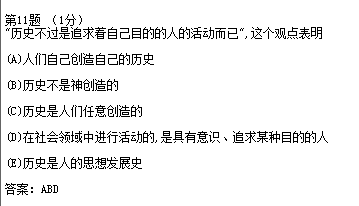 第11题 （1分）
"历史不过是追求着自己目的的人的活动而已",这个观点表明
(A)人们自己创造自己的历史
(B)历史不是神创造的
(C)历史是人们任意创造的
(D)在社会领域中进行活动的,是具有意识、追求某种目的的人
(E)历史是人的思想发展史
答案：ABD